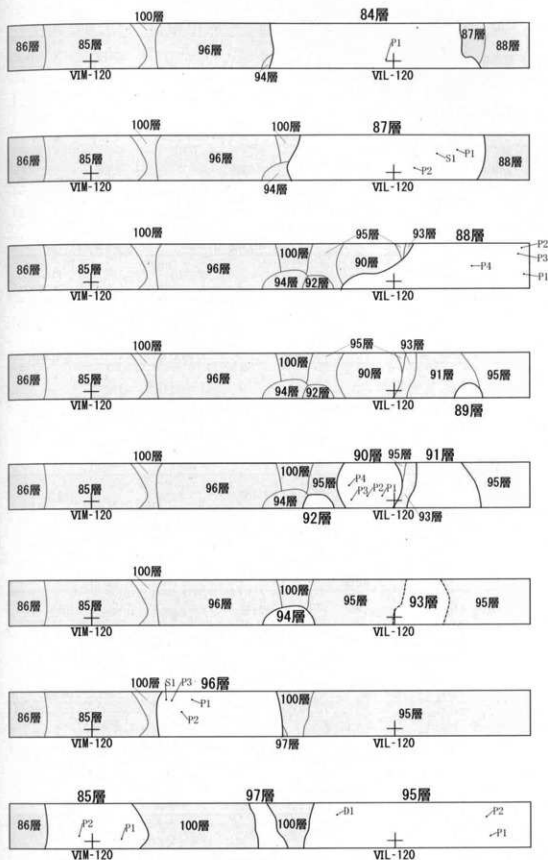 100層 84層
86層 85層 96層 P1 87層 88層
94層
VIM-120 VIL-120
100層 100層 87層
86層 85層 96層 S1 P1 88層
P2
94層
VIM-120 VIL-120
100層 95層 93層 88層
100層 P2
P3
86層 85層 96層 90層 P4
94層 92層 P1
VIM-120 VIL-120
100層 95層 93層
100層
86層 85層 96層 90層 91層 95層
94層 92層
VIM-120 VIL-120 89層
100層 90層 95層 91層
100層
86層 85層 96層 95層 P4 95層
P3 P2 P1
94層
VIM-120 92層 VIL-120 93層
100層
100層
86層 85層 96層 95層 93層 95層
94層
VIM-120 VIL-120
100層 S1 P3 96層
100層
86層 85層 P1 95層
P2
VIM-120 97層 VIL-120
85層 97層 95層
D1 P2
86層 P2 P1 100層 100層 P1
VIM-120 VIL-120